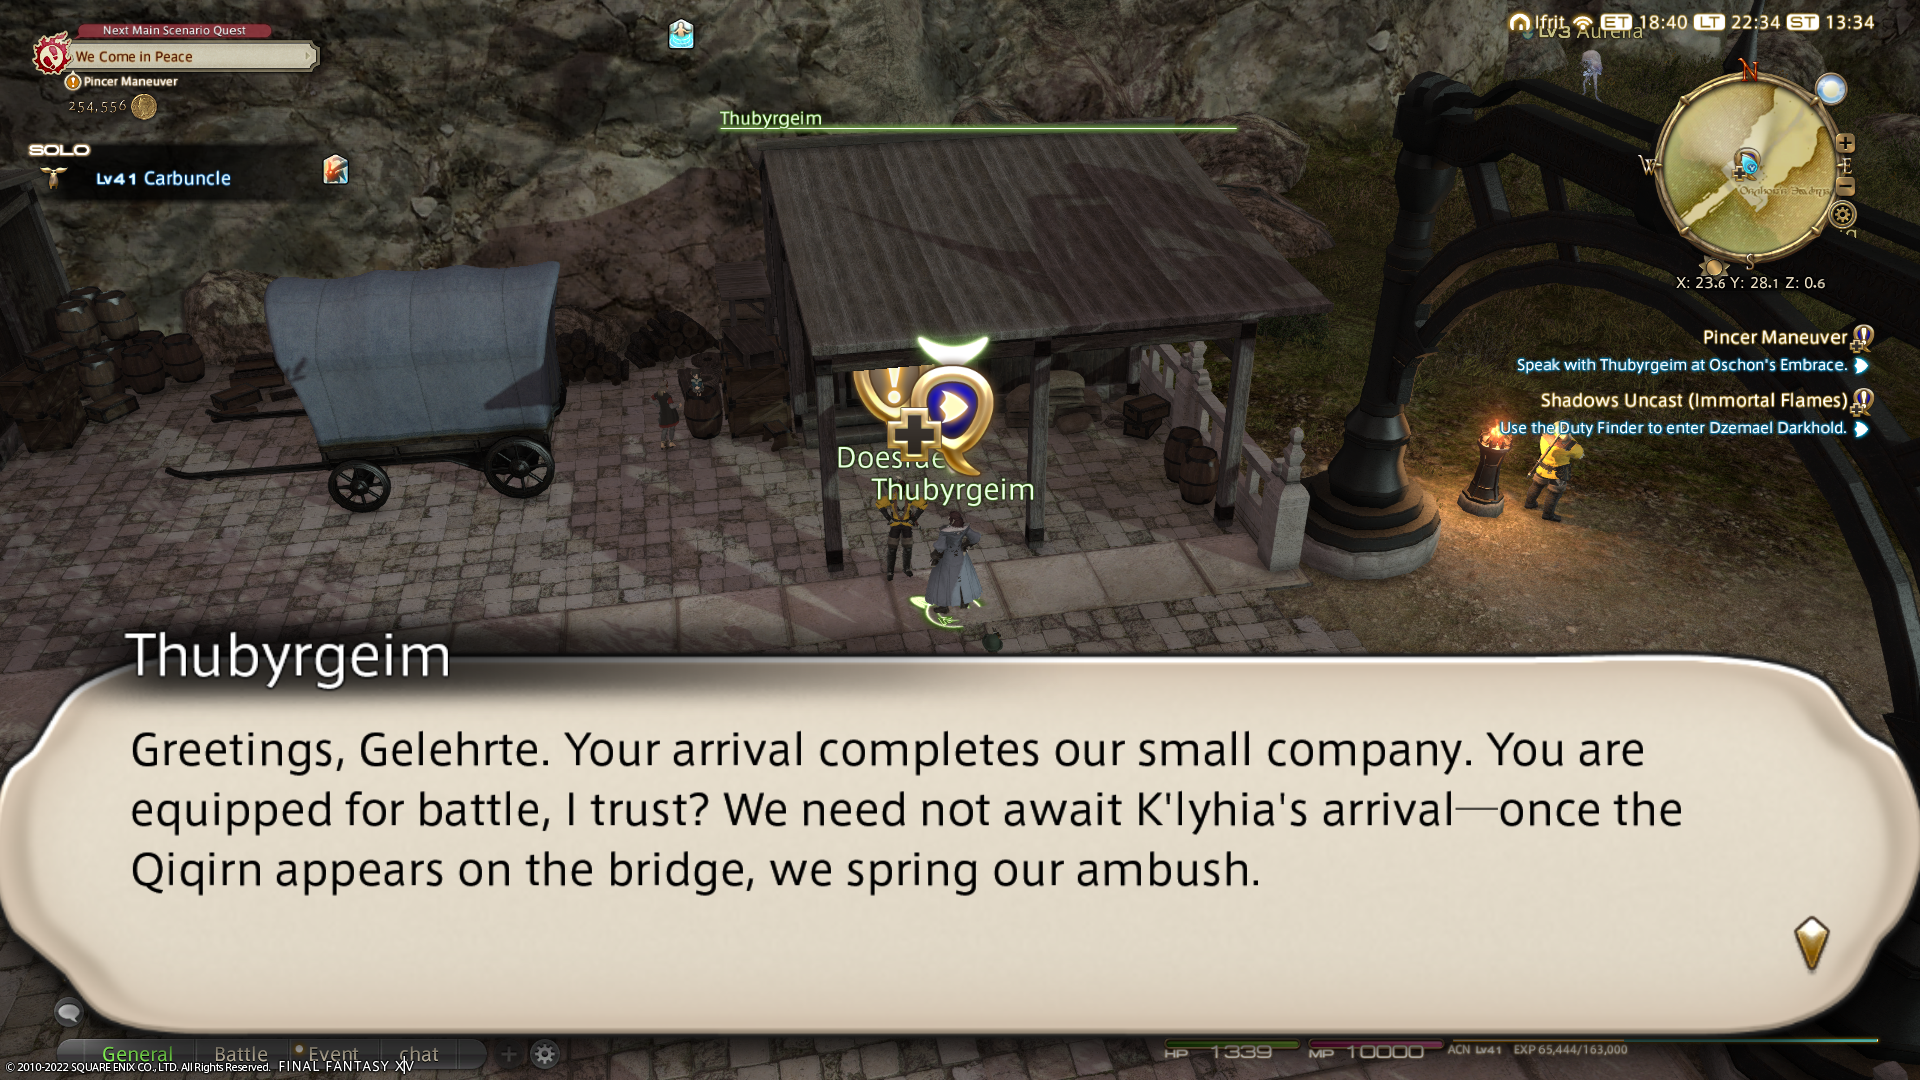 Next Main Scenario Quest
We Come in Peace
Pincer Maneuver
254,556
SOLO
Lv41 Carbuncle
Thubyrgeim
Ifrit ET 18:40 LT 22:34 ST 13:34
Lv3 Aurelia
N
W
E
S
X: 23.6 Y: 28.1 Z: 0.6
Pincer Maneuver
Speak with Thubyrgeim at Oschon's Embrace.
Shadows Uncast (Immortal Flames)
Use the Duty Finder to enter Dzemael Darkhold.
Thubyrgeim
Thubyrgeim
Greetings, Gelehrte. Your arrival completes our small company. You are
equipped for battle, I trust? We need not await K'lyhia's arrival—once the
Qiqirn appears on the bridge, we spring our ambush.
General Battle Event chat
HP 1339 MP 10000 ACN Lv41 EXP 65,444/163,000
© 2010-2022 SQUARE ENIX CO., LTD. All Rights Reserved. FINAL FANTASY XIV